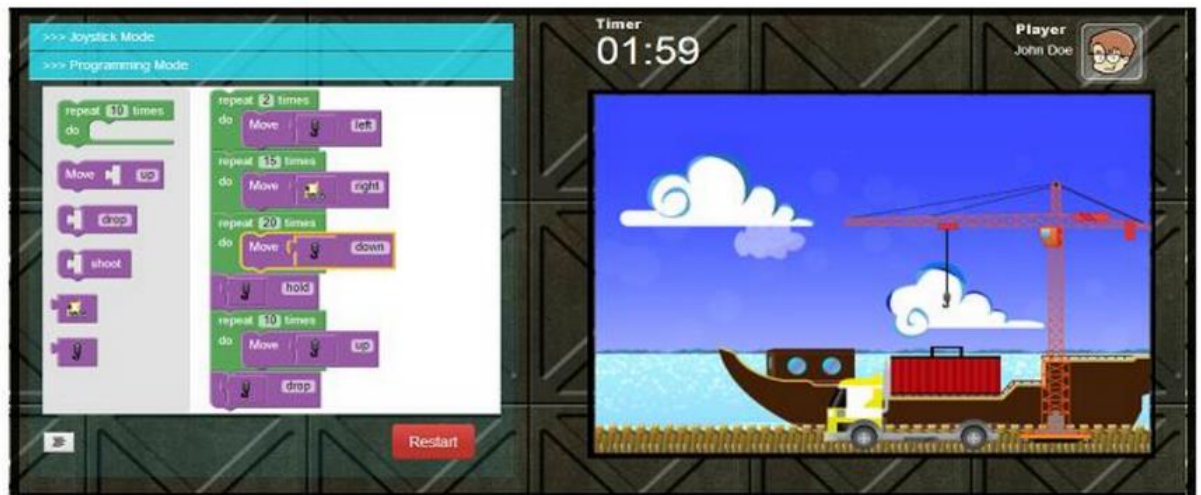 >>> Joystick Mode
>>> Programming Mode
repeat 10 times
do
Move up
drop
shoot
repeat 2 times
do Move left
repeat 15 times
do Move right
repeat 20 times
do Move down
hold
repeat 10 times
do Move up
drop
Restart
Timer
01:59
Player
John Doe